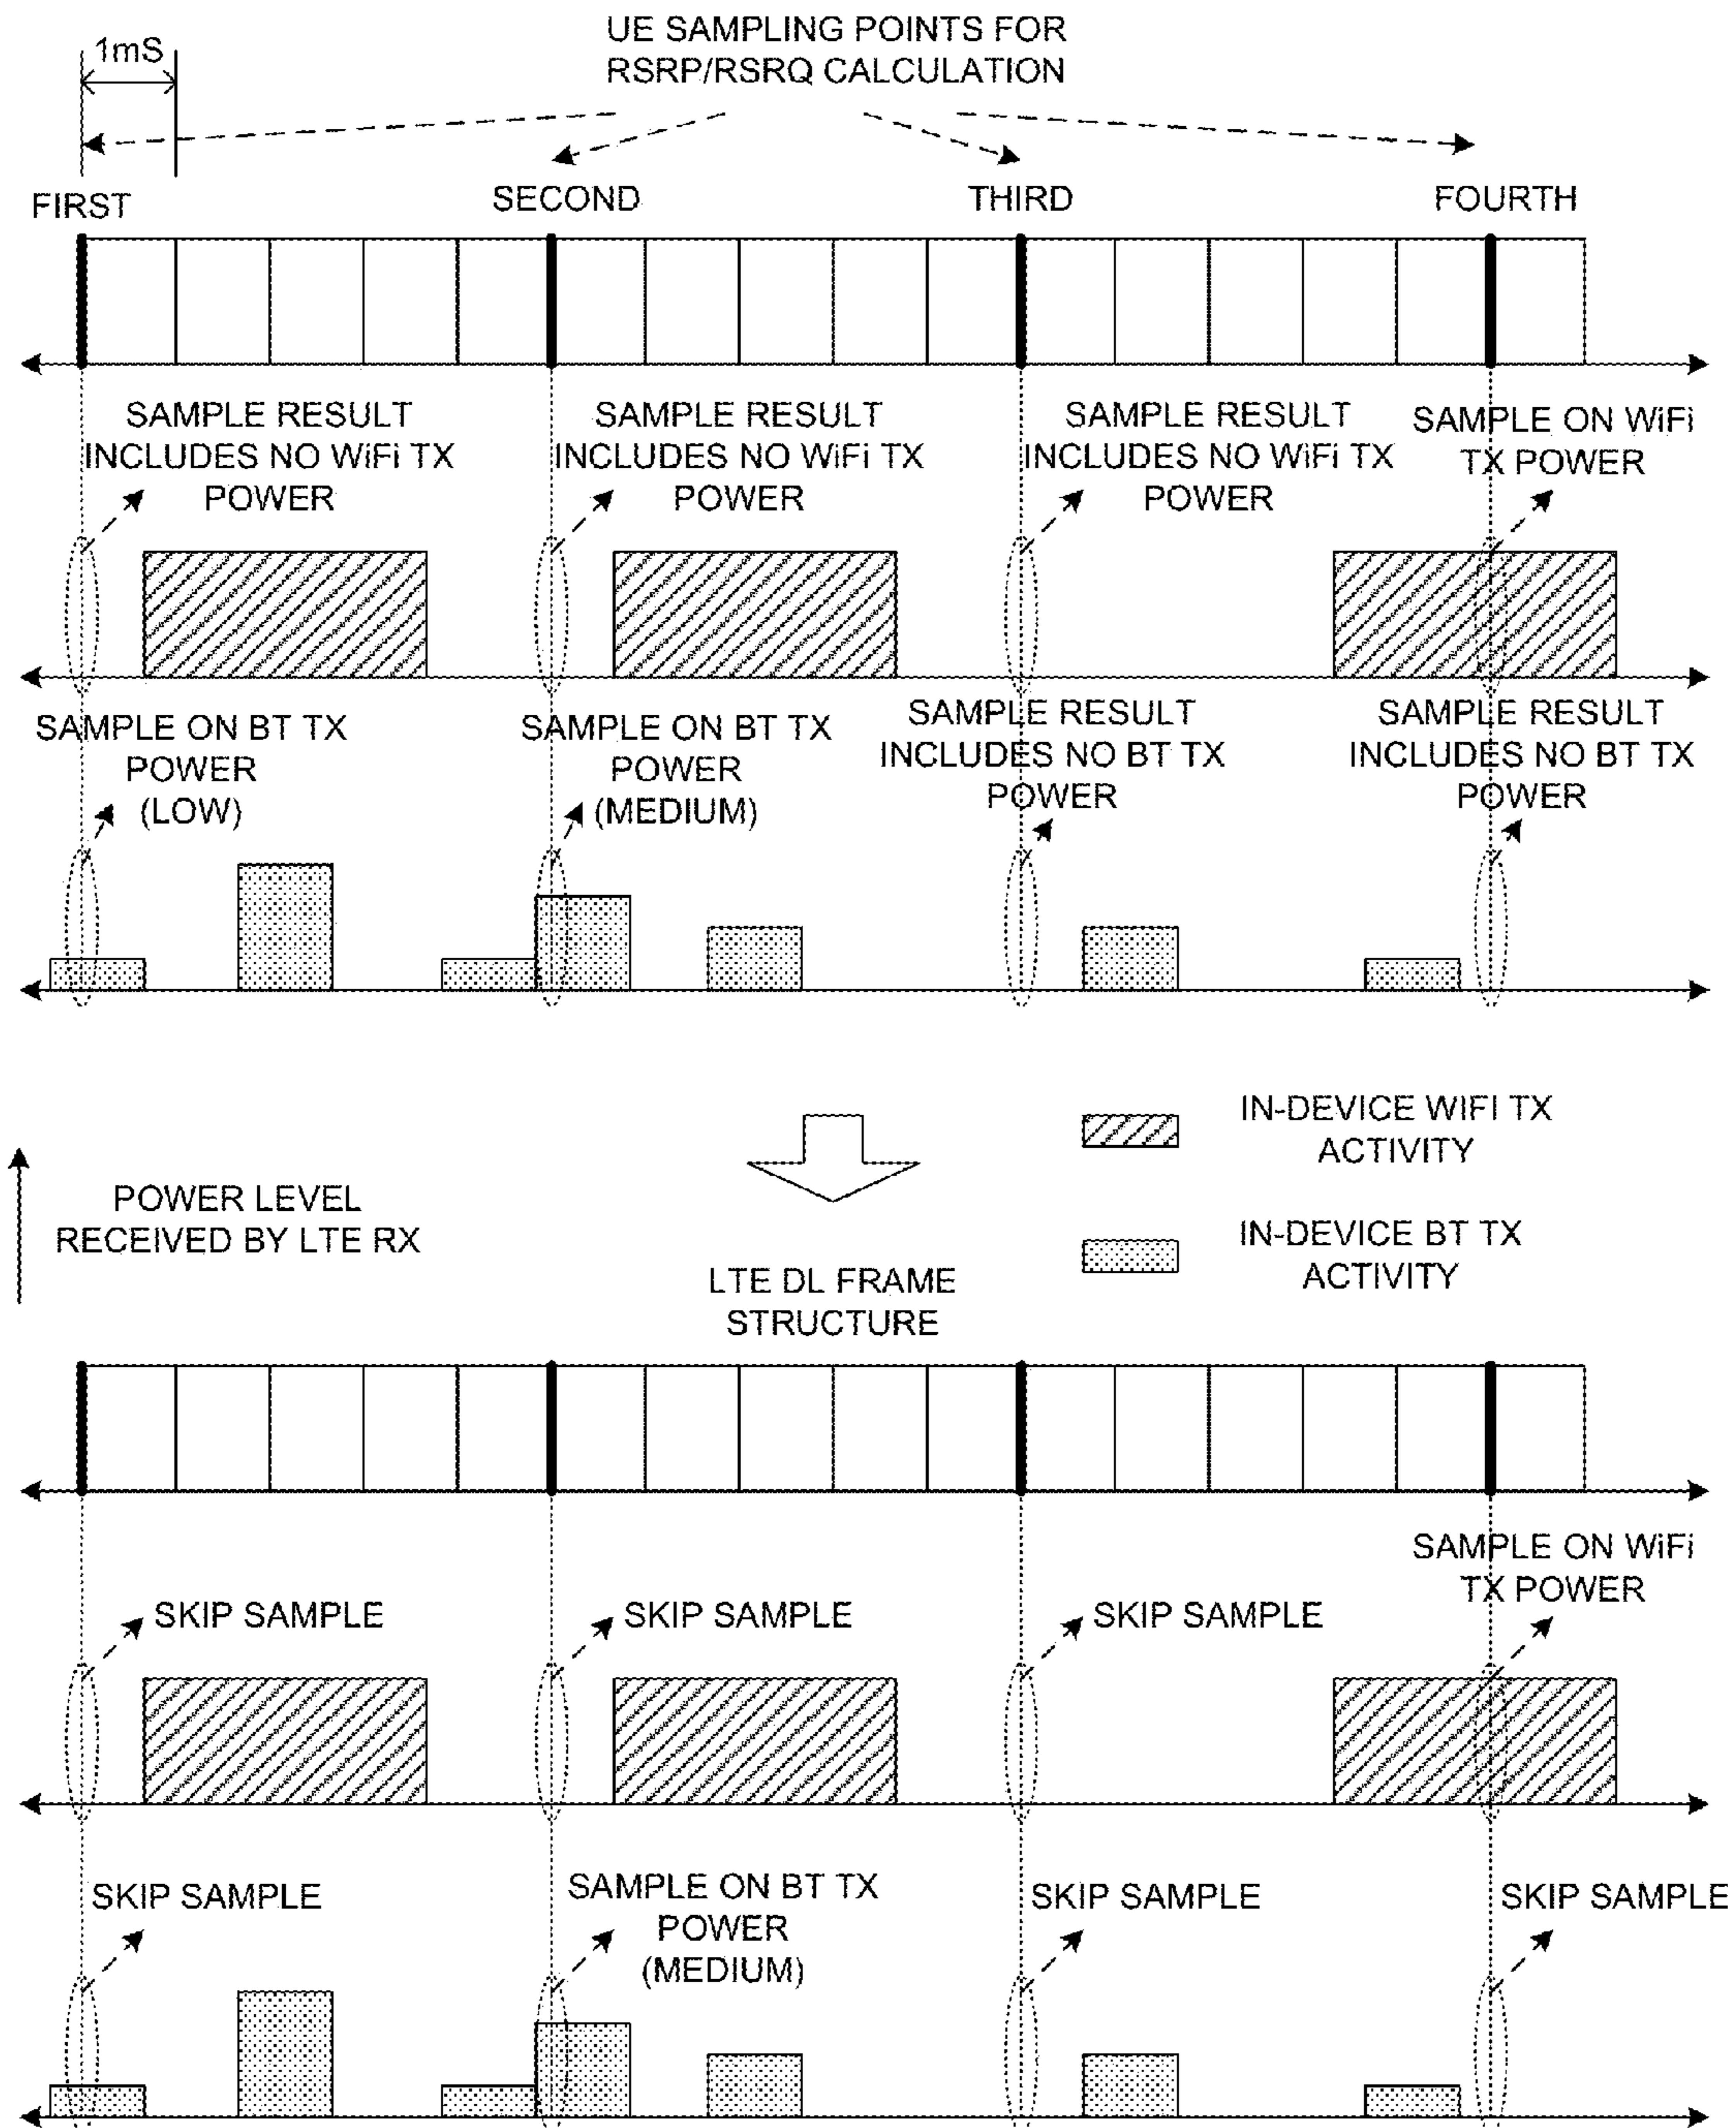 UE SAMPLING POINTS FOR
RSRP/RSRQ CALCULATION
1mS
FIRST
SECOND
THIRD
FOURTH
SAMPLE RESULT
INCLUDES NO WiFi TX
POWER
SAMPLE RESULT
INCLUDES NO WiFi TX
POWER
SAMPLE RESULT
INCLUDES NO WiFi TX
POWER
SAMPLE ON WiFi
TX POWER
SAMPLE ON BT TX
POWER
(LOW)
SAMPLE ON BT TX
POWER
(MEDIUM)
SAMPLE RESULT
INCLUDES NO BT TX
POWER
SAMPLE RESULT
INCLUDES NO BT TX
POWER
POWER LEVEL
RECEIVED BY LTE RX
IN-DEVICE WIFI TX
ACTIVITY
IN-DEVICE BT TX
ACTIVITY
LTE DL FRAME
STRUCTURE
SKIP SAMPLE
SKIP SAMPLE
SKIP SAMPLE
SAMPLE ON WiFi
TX POWER
SKIP SAMPLE
SAMPLE ON BT TX
POWER
(MEDIUM)
SKIP SAMPLE
SKIP SAMPLE